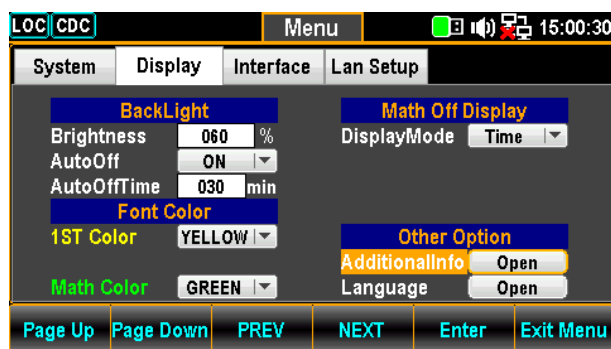 LOC CDC Menu 15:00:30
System Display Interface Lan Setup
BackLight
Brightness 060 %
AutoOff ON
AutoOffTime 030 min
Font Color
1ST Color YELLOW
Math Color GREEN
Math Off Display
DisplayMode Time
Other Option
AdditionalInfo Open
Language Open
Page Up Page Down PREV NEXT Enter Exit Menu